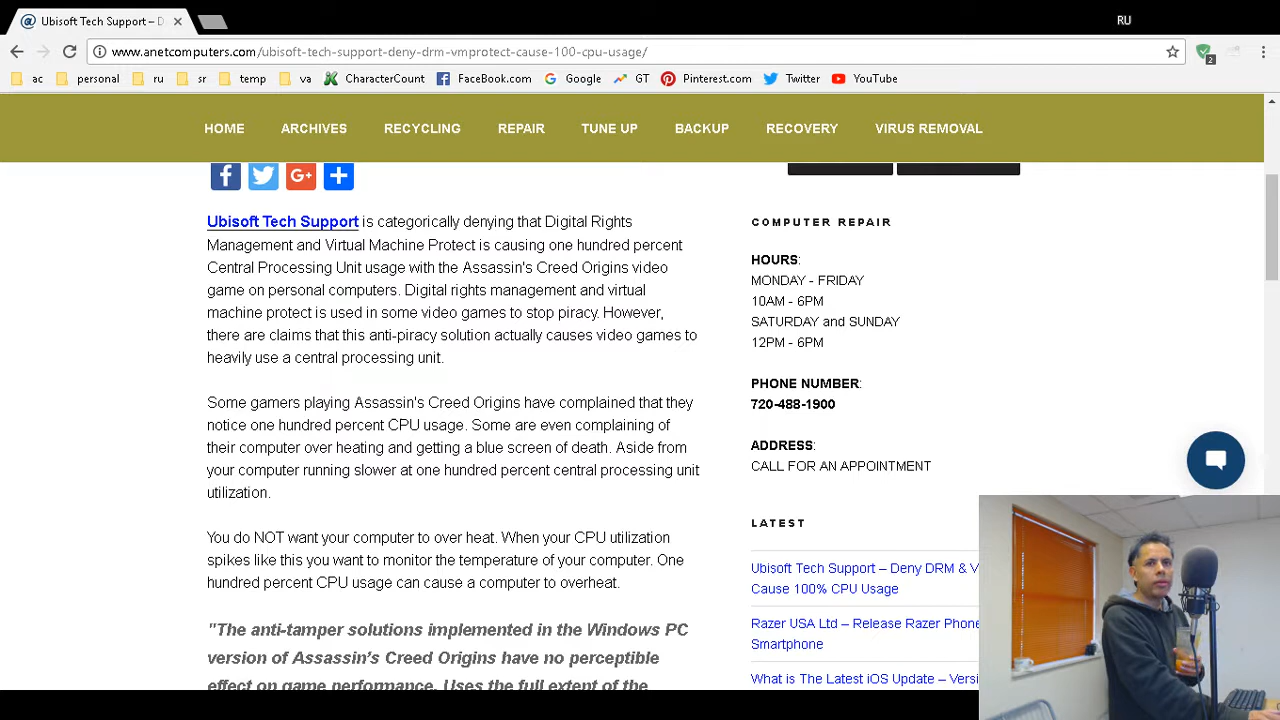 RU
Ubisoft Tech Support – D
www.anetcomputers.com/ubisoft-tech-support-deny-drm-vmprotect-cause-100-cpu-usage/
2
ac personal ru sr temp va CharacterCount FaceBook.com Google GT Pinterest.com Twitter YouTube
HOME ARCHIVES RECYCLING REPAIR TUNE UP BACKUP RECOVERY VIRUS REMOVAL
Ubisoft Tech Support is categorically denying that Digital Rights
Management and Virtual Machine Protect is causing one hundred percent
Central Processing Unit usage with the Assassin's Creed Origins video
game on personal computers. Digital rights management and virtual
machine protect is used in some video games to stop piracy. However,
there are claims that this anti-piracy solution actually causes video games to
heavily use a central processing unit.
Some gamers playing Assassin's Creed Origins have complained that they
notice one hundred percent CPU usage. Some are even complaining of
their computer over heating and getting a blue screen of death. Aside from
your computer running slower at one hundred percent central processing unit
utilization.
You do NOT want your computer to over heat. When your CPU utilization
spikes like this you want to monitor the temperature of your computer. One
hundred percent CPU usage can cause a computer to overheat.
"The anti-tamper solutions implemented in the Windows PC
version of Assassin’s Creed Origins have no perceptible
effect on game performance. Uses the full extent of the
COMPUTER REPAIR
HOURS:
MONDAY - FRIDAY
10AM - 6PM
SATURDAY and SUNDAY
12PM - 6PM
PHONE NUMBER:
720-488-1900
ADDRESS:
CALL FOR AN APPOINTMENT
LATEST
Ubisoft Tech Support – Deny DRM & V
Cause 100% CPU Usage
Razer USA Ltd – Release Razer Phone
Smartphone
What is The Latest iOS Update – Versi